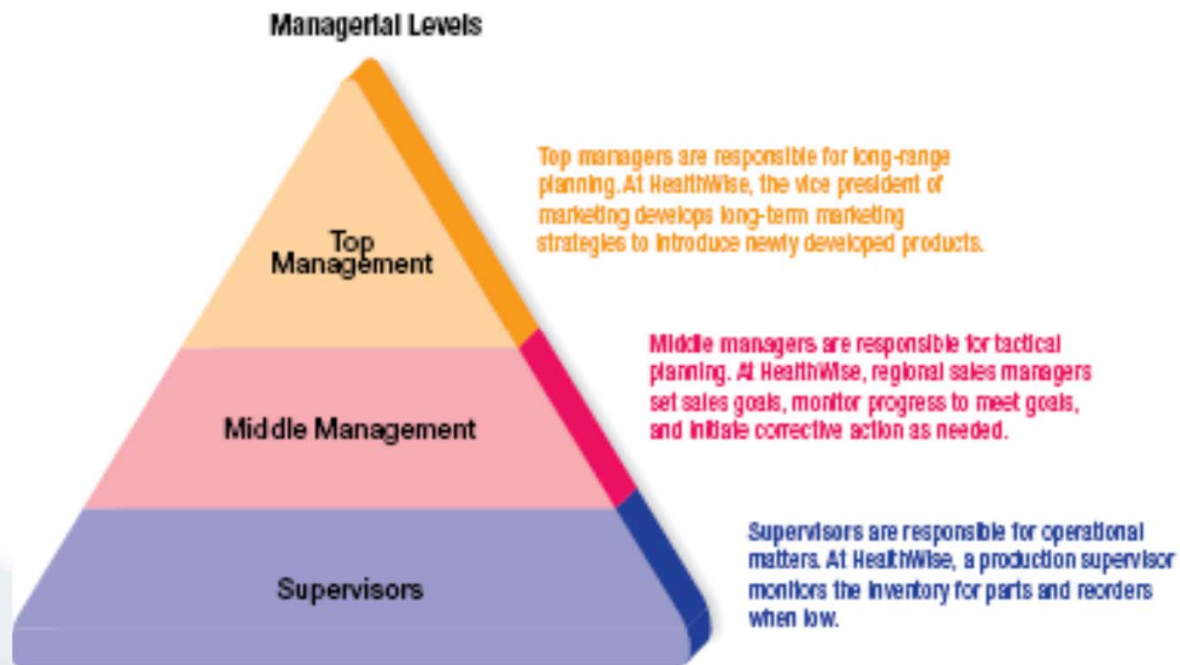 Managerial Levels
Top
Management
Top managers are responsible for long-range
planning. At HealthWise, the vice president of
marketing develops long-term marketing
strategies to introduce newly developed products.
Middle Management
Middle managers are responsible for tactical
planning. At HealthWise, regional sales managers
set sales goals, monitor progress to meet goals,
and initiate corrective action as needed.
Supervisors
Supervisors are responsible for operational
matters. At HealthWise, a production supervisor
monitors the inventory for parts and reorders
when low.